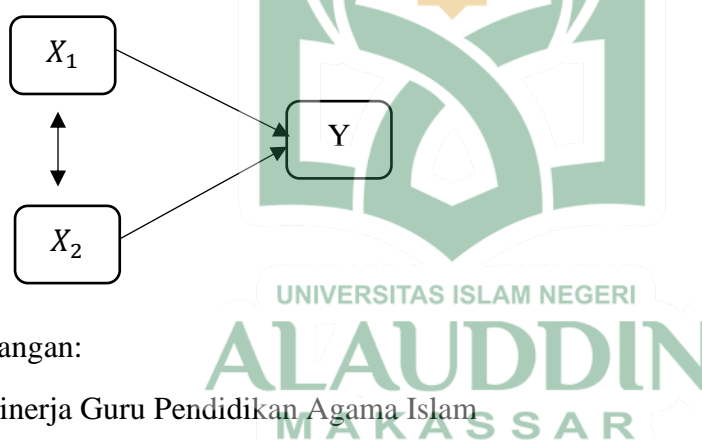 X₁
Y
X₂
UNIVERSITAS ISLAM NEGERI
angan:
ALAUDDIN
inerja Guru Pendidikan Agama Islam
MAKASSAR